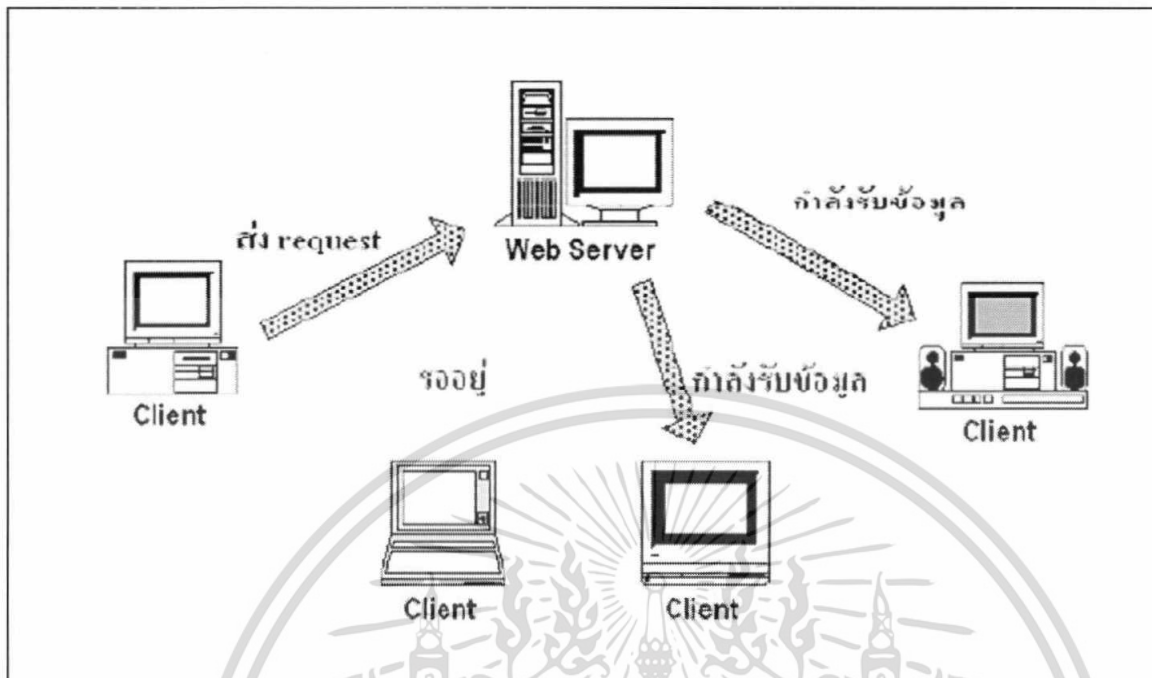 กำลังรับข้อมูล
ส่ง request
Web Server
รออยู่
กำลังรับข้อมูล
Client
Client
Client
Client